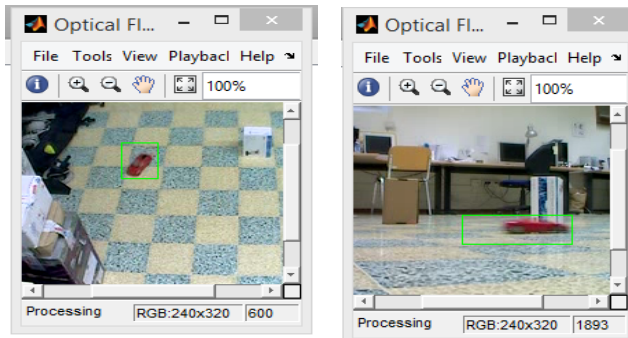 Optical Fl...
File Tools View Playbacl Help
100%
Processing RGB:240x320 600
Optical Fl...
File Tools View Playbacl Help
100%
Processing RGB:240x320 1893